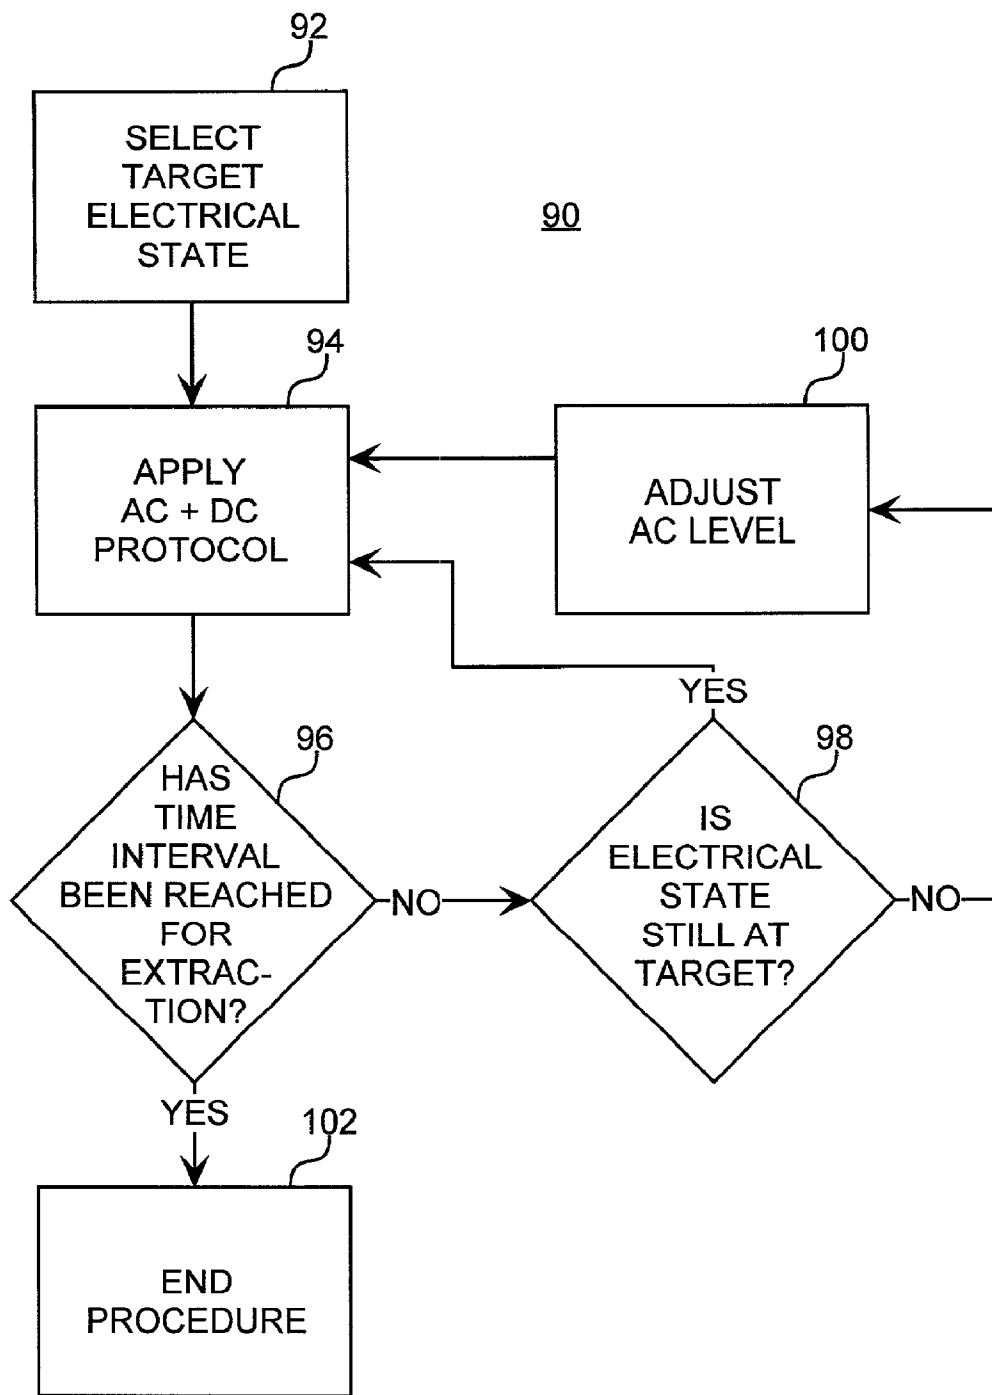 92
SELECT
TARGET
ELECTRICAL
STATE
90
94
APPLY
AC + DC
PROTOCOL
100
ADJUST
AC LEVEL
96
HAS
TIME
INTERVAL
BEEN REACHED
FOR
EXTRAC-
TION?
NO
YES
98
IS
ELECTRICAL
STATE
STILL AT
TARGET?
NO
YES
102
END
PROCEDURE